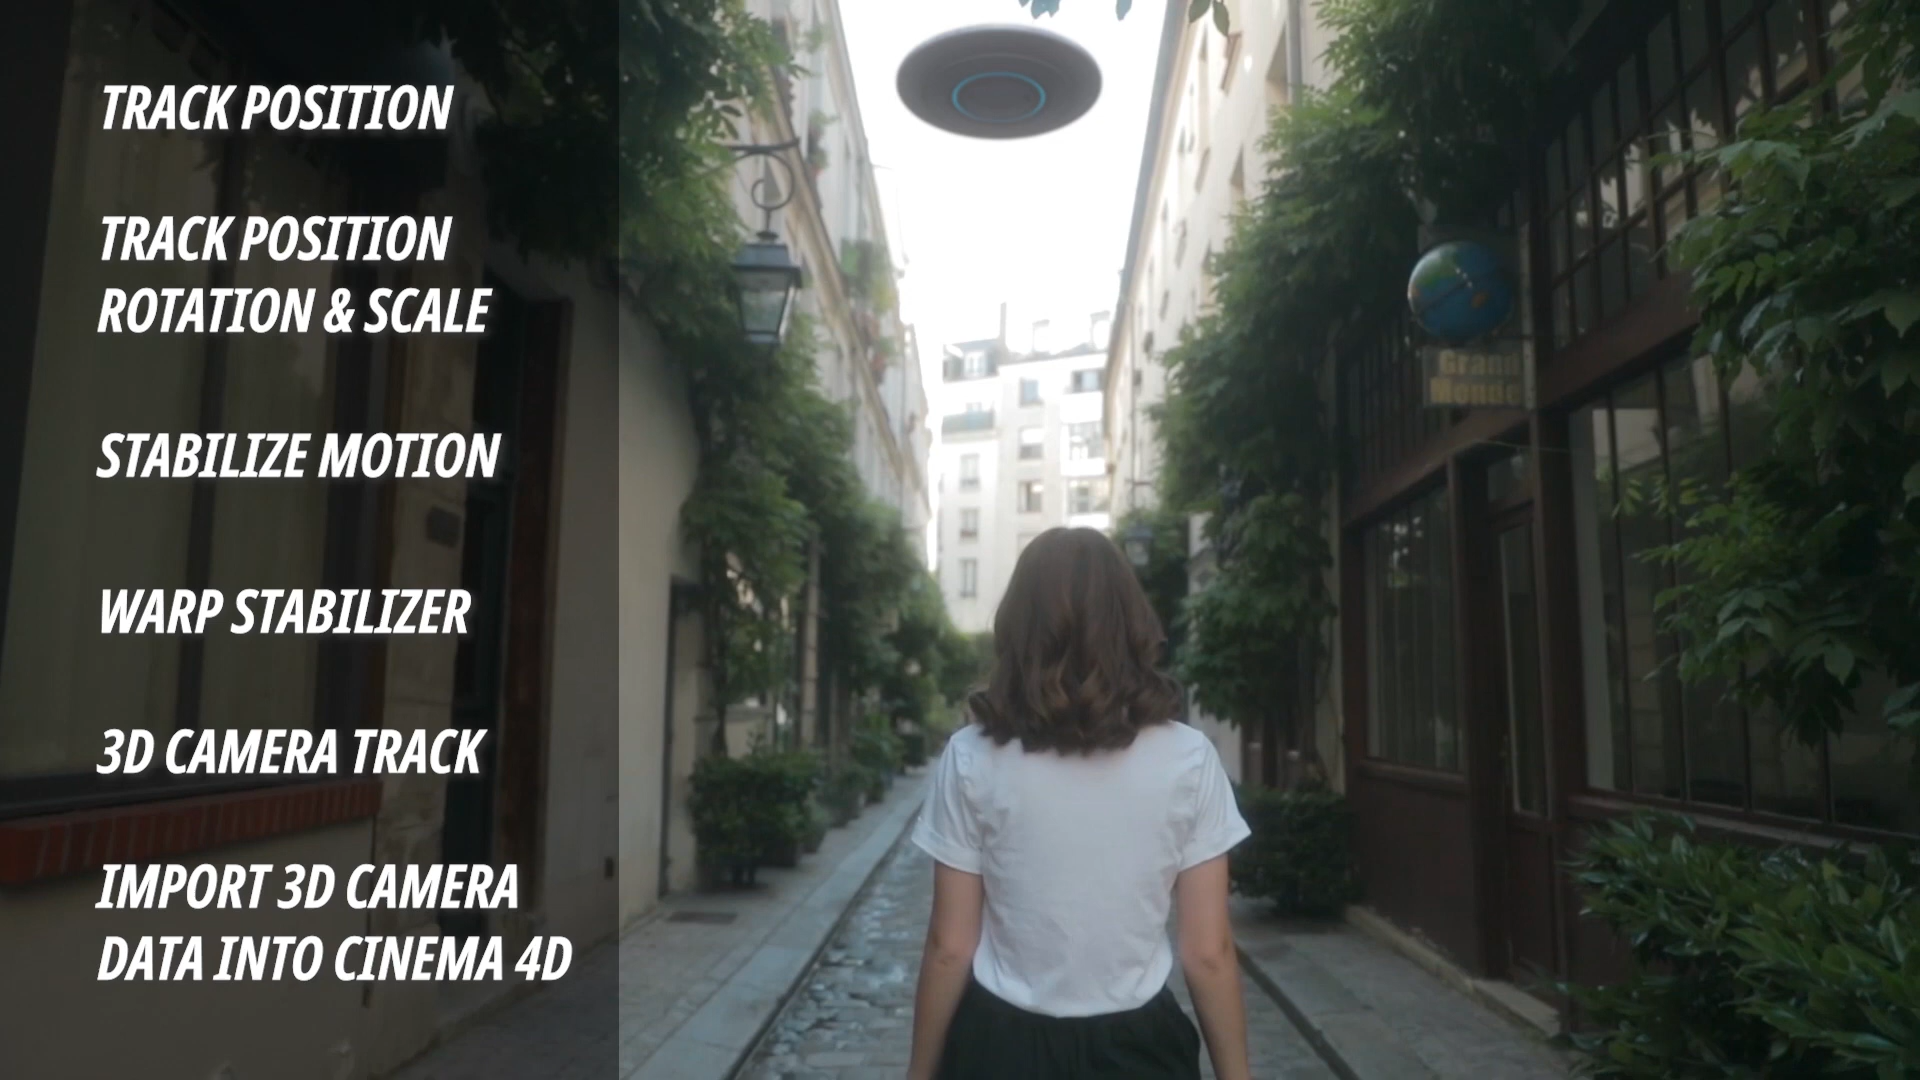 TRACK POSITION
TRACK POSITION
ROTATION & SCALE
STABILIZE MOTION
WARP STABILIZER
3D CAMERA TRACK
IMPORT 3D CAMERA
DATA INTO CINEMA 4D
Grand
Monde